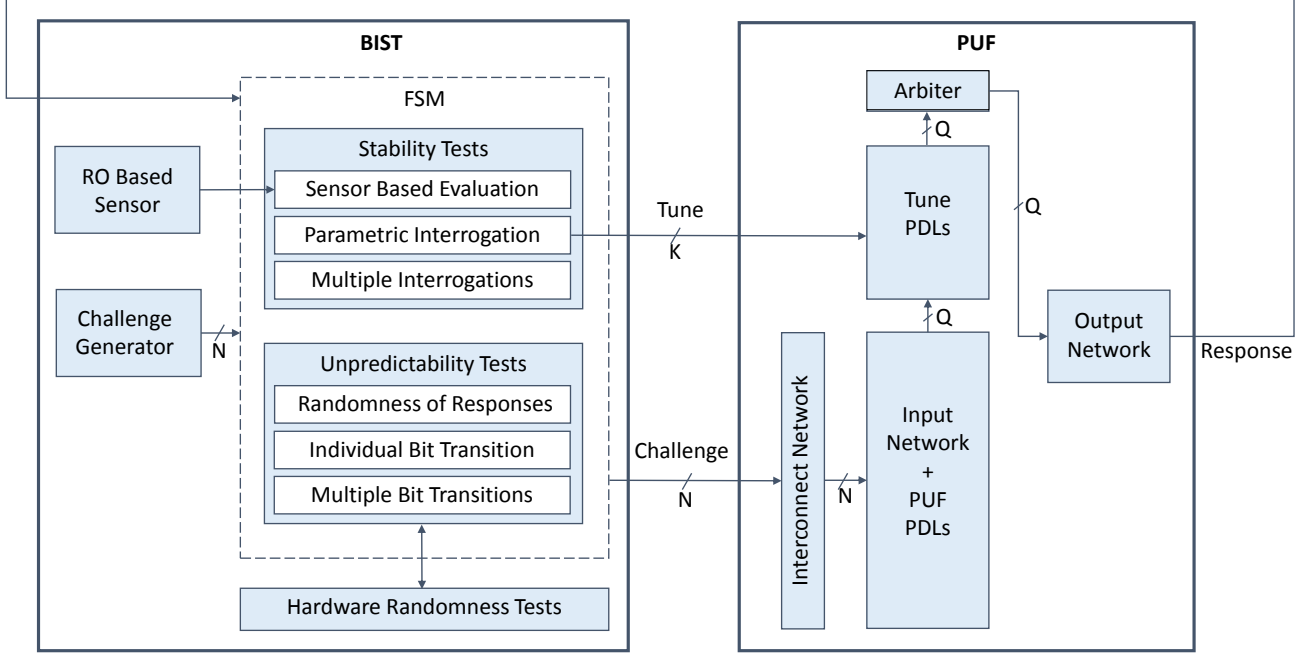 BIST
FSM
Stability Tests
Sensor Based Evaluation
Parametric Interrogation
Multiple Interrogations
RO Based
Sensor
Challenge
Generator
N
Unpredictability Tests
Randomness of Responses
Individual Bit Transition
Multiple Bit Transitions
Hardware Randomness Tests
Tune
K
Challenge
N
PUF
Arbiter
Q
Tune
PDLs
Q
Q
Interconnect Network
N
Input
Network
+
PUF
PDLs
Output
Network
Response